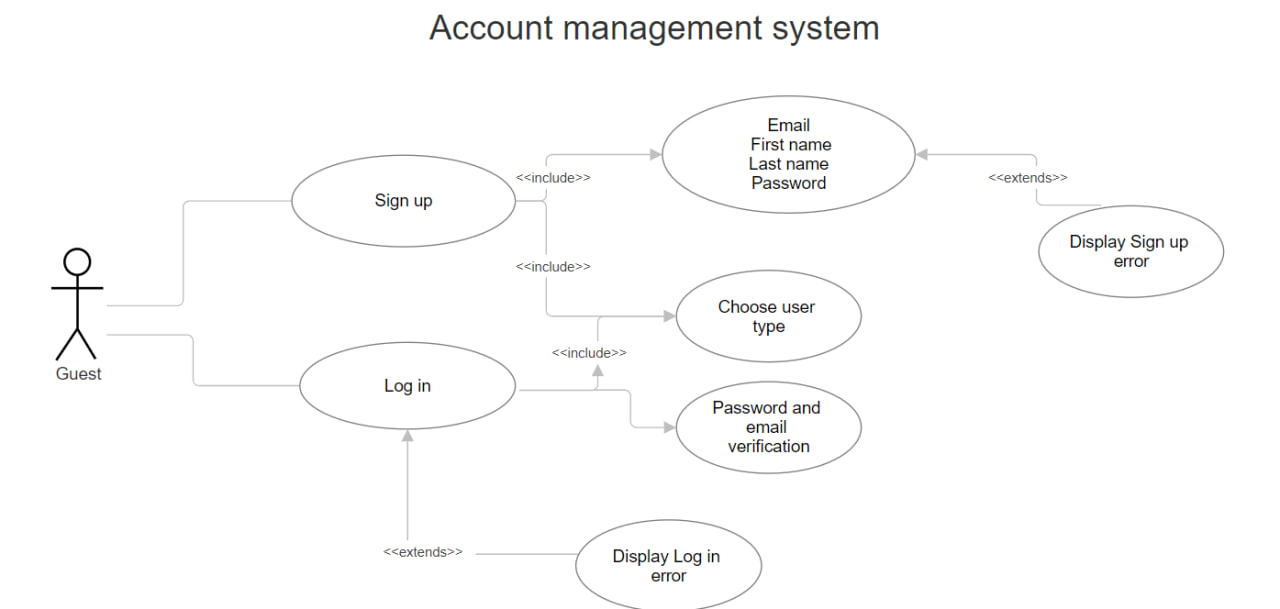 Account management system
Email
First name
Last name
Password
<<include>>
<<extends>>
Sign up
Display Sign up
error
<<include>>
Choose user
type
<<include>>
Guest
Log in
Password and
email
verification
<<extends>>
Display Log in
error